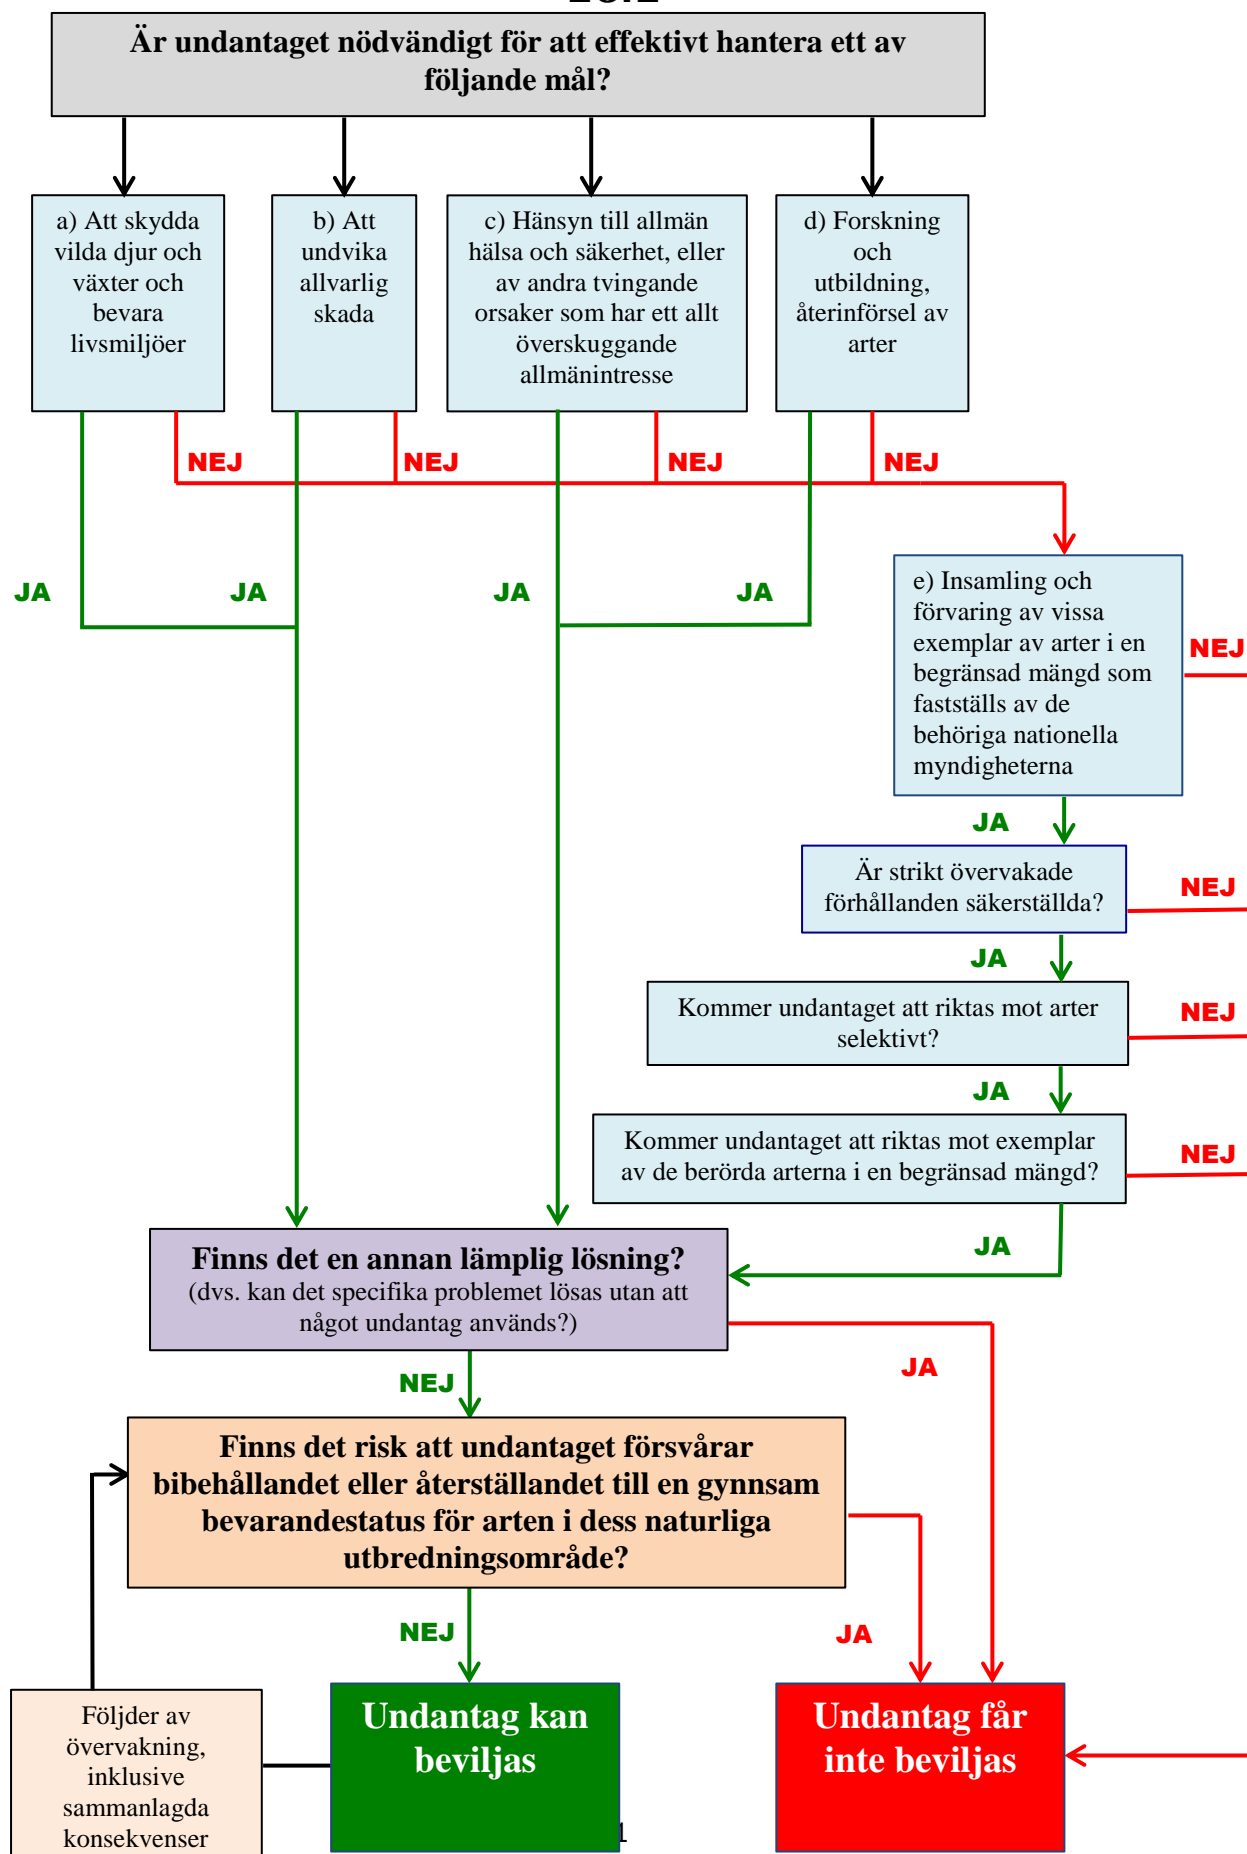 Är undantaget nödvändigt för att effektivt hantera ett av
följande mål?
a) Att skydda
vilda djur och
växter och
bevara
livsmiljöer
b) Att
undvika
allvarlig
skada
c) Hänsyn till allmän
hälsa och säkerhet, eller
av andra tvingande
orsaker som har ett allt
överskuggande
allmänintresse
d) Forskning
och
utbildning,
återinförsel av
arter
NEJ
NEJ
NEJ
NEJ
JA
JA
JA
JA
e) Insamling och
förvaring av vissa
exemplar av arter i en
begränsad mängd som
fastställs av de
behöriga nationella
myndigheterna
NEJ
JA
Är strikt övervakade
förhållanden säkerställda?
NEJ
JA
Kommer undantaget att riktas mot arter
selektivt?
NEJ
JA
Kommer undantaget att riktas mot exemplar
av de berörda arterna i en begränsad mängd?
NEJ
JA
Finns det en annan lämplig lösning?
(dvs. kan det specifika problemet lösas utan att
något undantag används?)
JA
NEJ
Finns det risk att undantaget försvårar
bibehållandet eller återställandet till en gynnsam
bevarandestatus för arten i dess naturliga
utbredningsområde?
NEJ
JA
Följder av
övervakning,
inklusive
sammanlagda
konsekvenser
Undantag kan
beviljas
Undantag får
inte beviljas